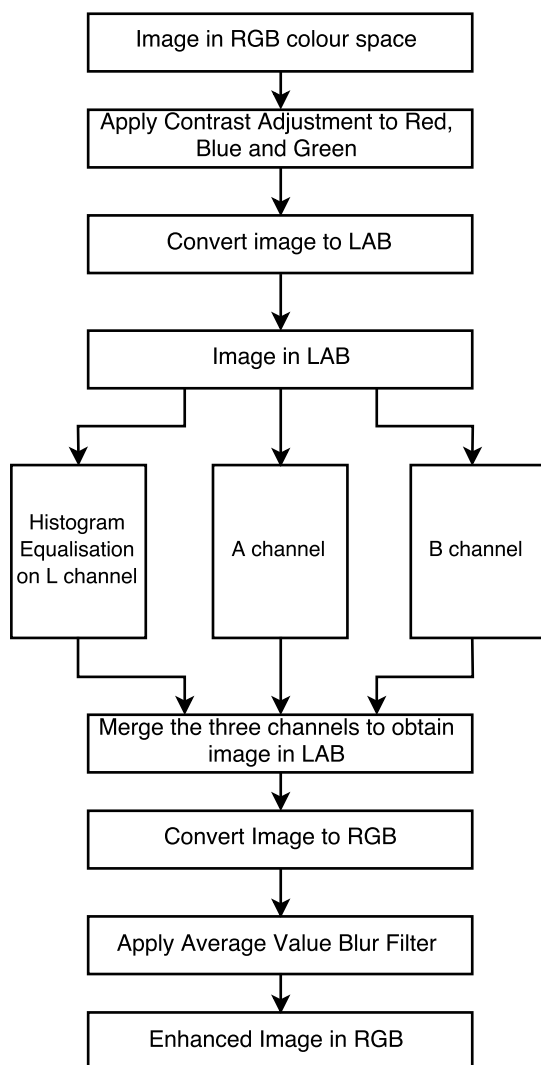 Image in RGB colour space
Apply Contrast Adjustment to Red,
Blue and Green
Convert image to LAB
Image in LAB
Histogram
Equalisation
on L channel
A channel
B channel
Merge the three channels to obtain
image in LAB
Convert Image to RGB
Apply Average Value Blur Filter
Enhanced Image in RGB